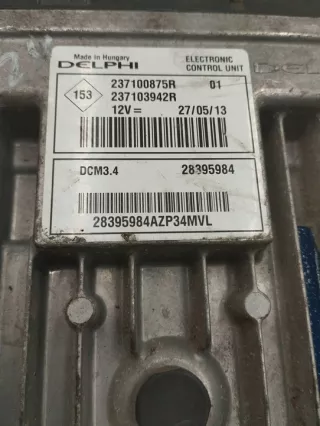 Made in Hungary
DELPHI
ELECTRONIC
CONTROL UNIT
153
237100875R 01
237103942R
12V= 27/05/13
DCM3.4 28395984
28395984AZP34MVL